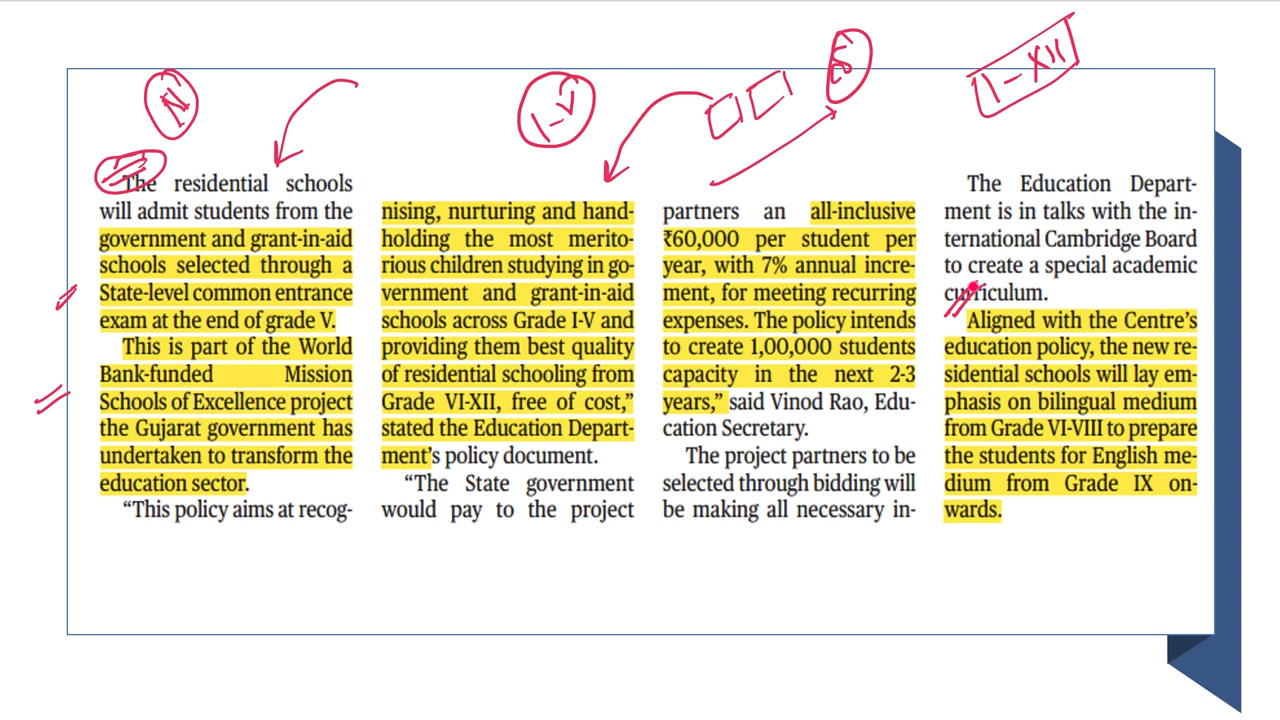 N
I-V
I-XII
The residential schools
will admit students from the
government and grant-in-aid
schools selected through a
State-level common entrance
exam at the end of grade V.
This is part of the World
Bank-funded Mission
Schools of Excellence project
the Gujarat government has
undertaken to transform the
education sector.
“This policy aims at recog-
nising, nurturing and hand-
holding the most merito-
rious children studying in go-
vernment and grant-in-aid
schools across Grade I-V and
providing them best quality
of residential schooling from
Grade VI-XII, free of cost,”
stated the Education Depart-
ment’s policy document.
“The State government
would pay to the project
partners an all-inclusive
₹60,000 per student per
year, with 7% annual incre-
ment, for meeting recurring
expenses. The policy intends
to create 1,00,000 students
capacity in the next 2-3
years,” said Vinod Rao, Edu-
cation Secretary.
The project partners to be
selected through bidding will
be making all necessary in-
The Education Depart-
ment is in talks with the in-
ternational Cambridge Board
to create a special academic
curriculum.
Aligned with the Centre’s
education policy, the new re-
sidential schools will lay em-
phasis on bilingual medium
from Grade VI-VIII to prepare
the students for English me-
dium from Grade IX on-
wards.